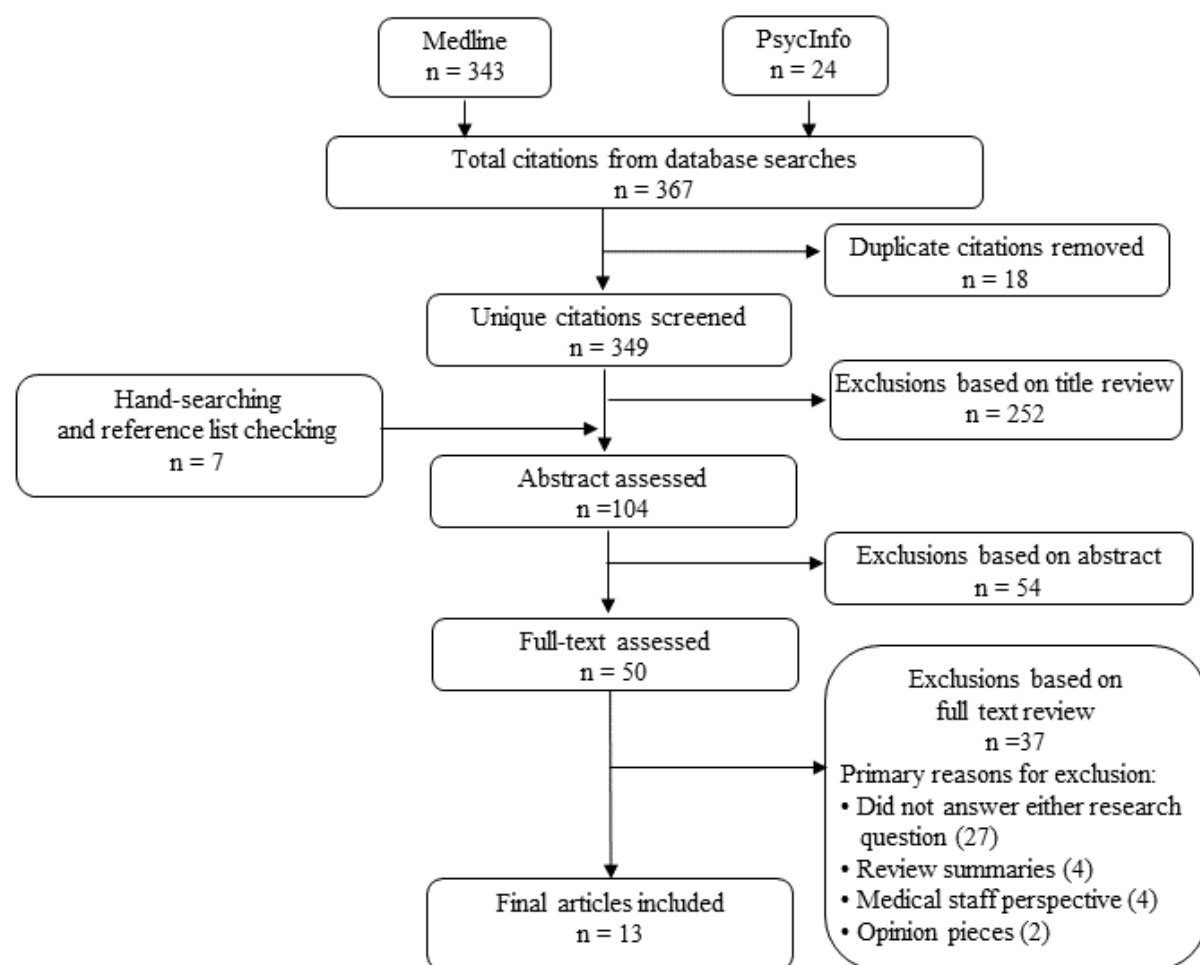 Medline
n = 343
PsycInfo
n = 24
Total citations from database searches
n = 367
Duplicate citations removed
n = 18
Unique citations screened
n = 349
Exclusions based on title review
n = 252
Hand-searching
and reference list checking
n = 7
Abstract assessed
n =104
Exclusions based on abstract
n = 54
Full-text assessed
n = 50
Exclusions based on
full text review
n =37
Primary reasons for exclusion:
• Did not answer either research
question (27)
• Review summaries (4)
• Medical staff perspective (4)
• Opinion pieces (2)
Final articles included
n = 13